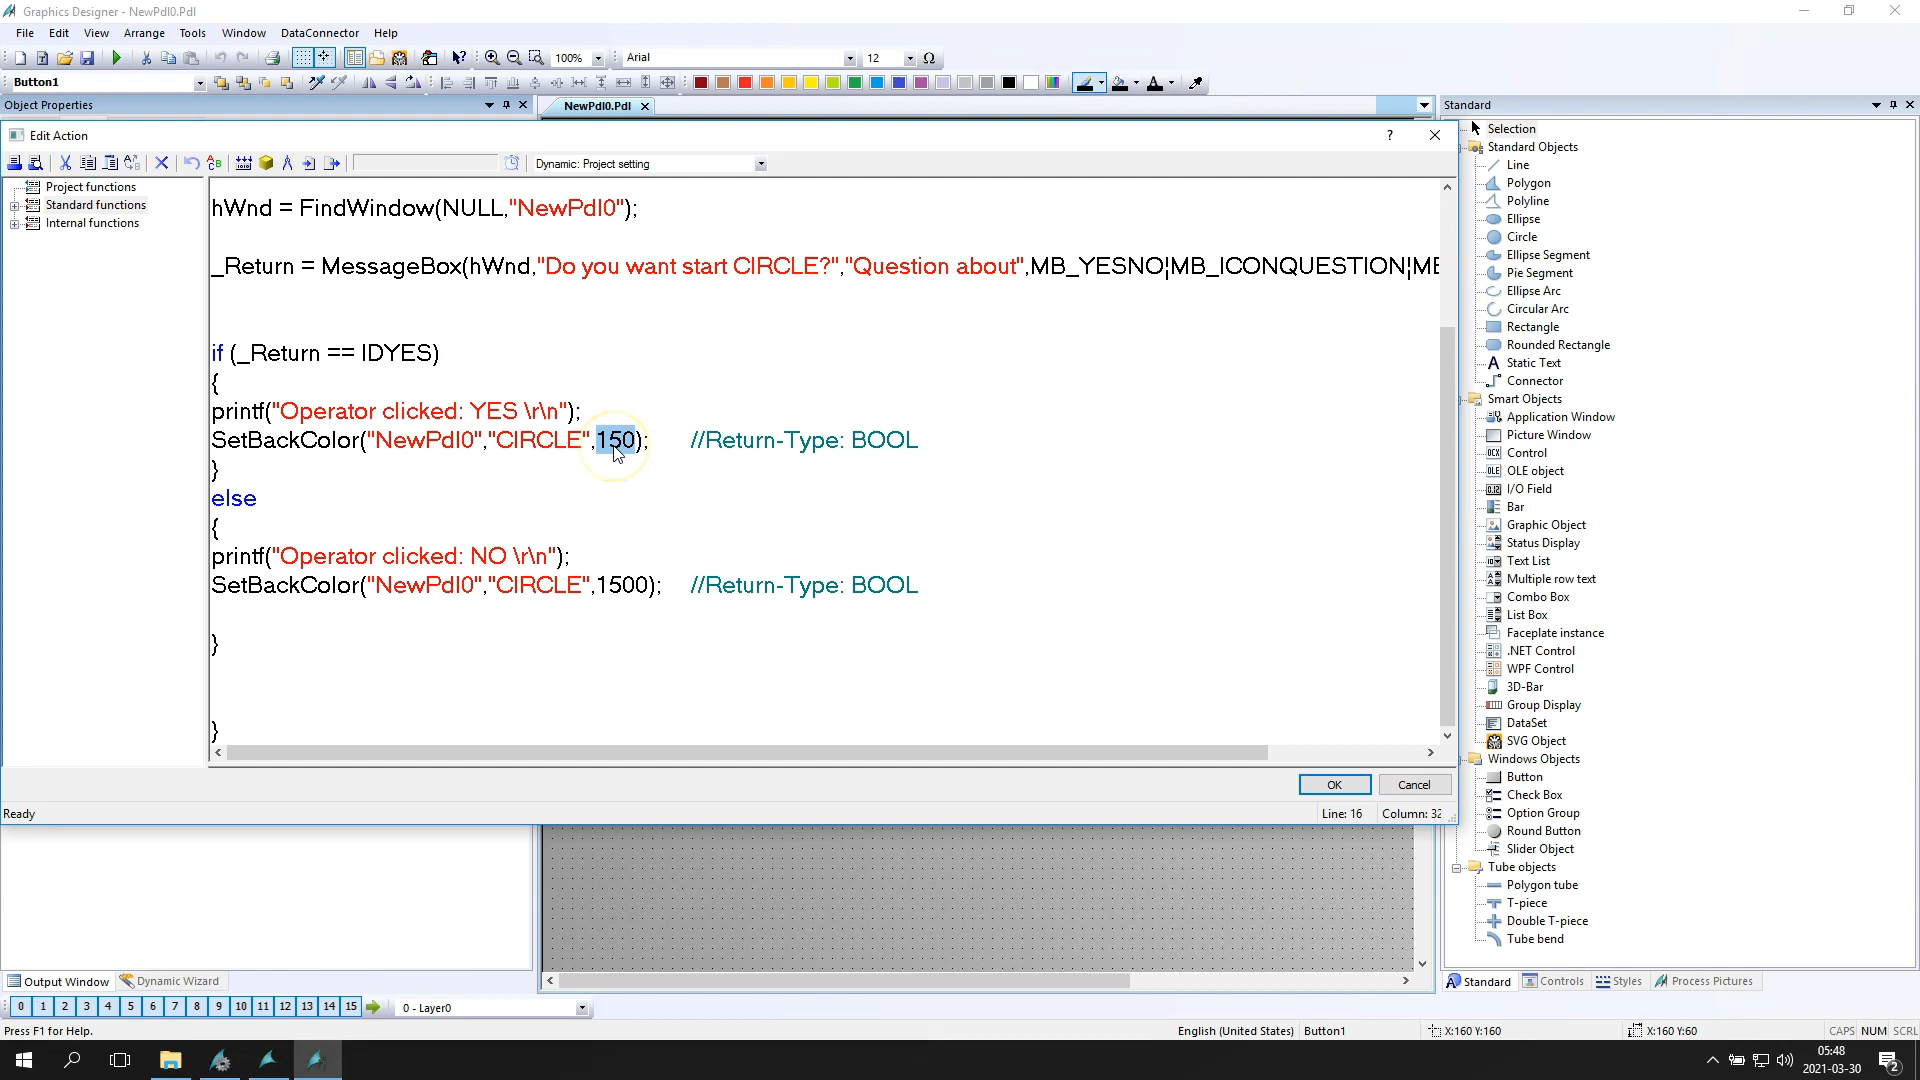 Graphics Designer - NewPdl0.Pdl
File Edit View Arrange Tools Window DataConnector Help
100% Arial 12
Button1
Object Properties
NewPdl0.Pdl
Standard
Edit Action
Dynamic: Project setting
Project functions
Standard functions
Internal functions
hWnd = FindWindow(NULL,"NewPdl0");
_Return = MessageBox(hWnd,"Do you want start CIRCLE?","Question about",MB_YESNO|MB_ICONQUESTION|ME
if (_Return == IDYES)
{
printf("Operator clicked: YES \r\n");
SetBackColor("NewPdl0","CIRCLE",150); //Return-Type: BOOL
}
else
{
printf("Operator clicked: NO \r\n");
SetBackColor("NewPdl0","CIRCLE",1500); //Return-Type: BOOL
}
}
OK Cancel
Ready
Line: 16 Column: 32
Selection
Standard Objects
Line
Polygon
Polyline
Ellipse
Circle
Ellipse Segment
Pie Segment
Ellipse Arc
Circular Arc
Rectangle
Rounded Rectangle
Static Text
Connector
Smart Objects
Application Window
Picture Window
Control
OLE object
I/O Field
Bar
Graphic Object
Status Display
Text List
Multiple row text
Combo Box
List Box
Faceplate instance
.NET Control
WPF Control
3D-Bar
Group Display
DataSet
SVG Object
Windows Objects
Button
Check Box
Option Group
Round Button
Slider Object
Tube objects
Polygon tube
T-piece
Double T-piece
Tube bend
Output Window Dynamic Wizard
Standard Controls Styles Process Pictures
0 1 2 3 4 5 6 7 8 9 10 11 12 13 14 15 0 - Layer0
Press F1 for Help.
English (United States) Button1 X:160 Y:160 X:160 Y:60 CAPS NUM SCRL
05:48
2021-03-30
2